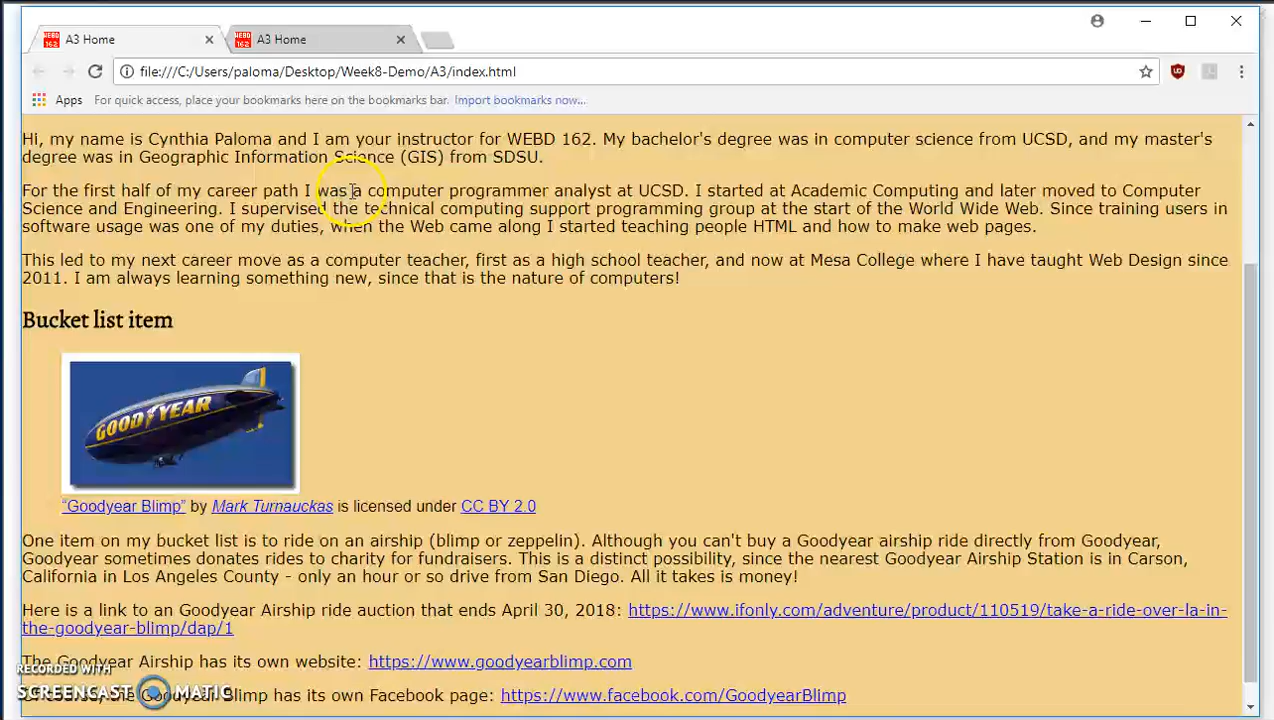 A3 Home
A3 Home
WEBD
162
WEBD
162
file:///C:/Users/paloma/Desktop/Week8-Demo/A3/index.html
Apps For quick access, place your bookmarks here on the bookmarks bar. Import bookmarks now...
Hi, my name is Cynthia Paloma and I am your instructor for WEBD 162. My bachelor's degree was in computer science from UCSD, and my master's
degree was in Geographic Information Science (GIS) from SDSU.
For the first half of my career path I was a computer programmer analyst at UCSD. I started at Academic Computing and later moved to Computer
Science and Engineering. I supervised the technical computing support programming group at the start of the World Wide Web. Since training users in
software usage was one of my duties, when the Web came along I started teaching people HTML and how to make web pages.
This led to my next career move as a computer teacher, first as a high school teacher, and now at Mesa College where I have taught Web Design since
2011. I am always learning something new, since that is the nature of computers!
Bucket list item
GOODYEAR
“Goodyear Blimp” by Mark Turnauckas is licensed under CC BY 2.0
One item on my bucket list is to ride on an airship (blimp or zeppelin). Although you can't buy a Goodyear airship ride directly from Goodyear,
Goodyear sometimes donates rides to charity for fundraisers. This is a distinct possibility, since the nearest Goodyear Airship Station is in Carson,
California in Los Angeles County - only an hour or so drive from San Diego. All it takes is money!
Here is a link to an Goodyear Airship ride auction that ends April 30, 2018: https://www.ifonly.com/adventure/product/110519/take-a-ride-over-la-in-
the-goodyear-blimp/dap/1
The Goodyear Airship has its own website: https://www.goodyearblimp.com
RECORDED WITH
SCREENCAST MATIC
Goodyear Blimp has its own Facebook page: https://www.facebook.com/GoodyearBlimp